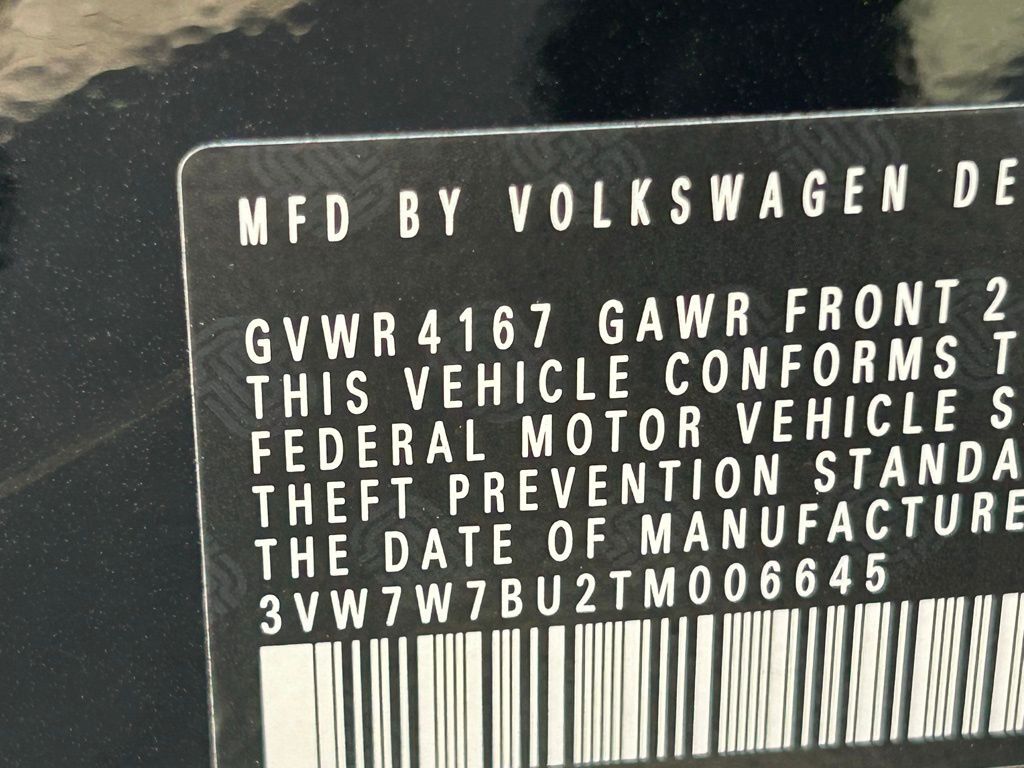 MFD BY VOLKSWAGEN DE
GVWR 4167 GAWR FRONT 2
THIS VEHICLE CONFORMS T
FEDERAL MOTOR VEHICLE S
THEFT PREVENTION STANDA
THE DATE OF MANUFACTURE
3VW7W7BU2TM006645